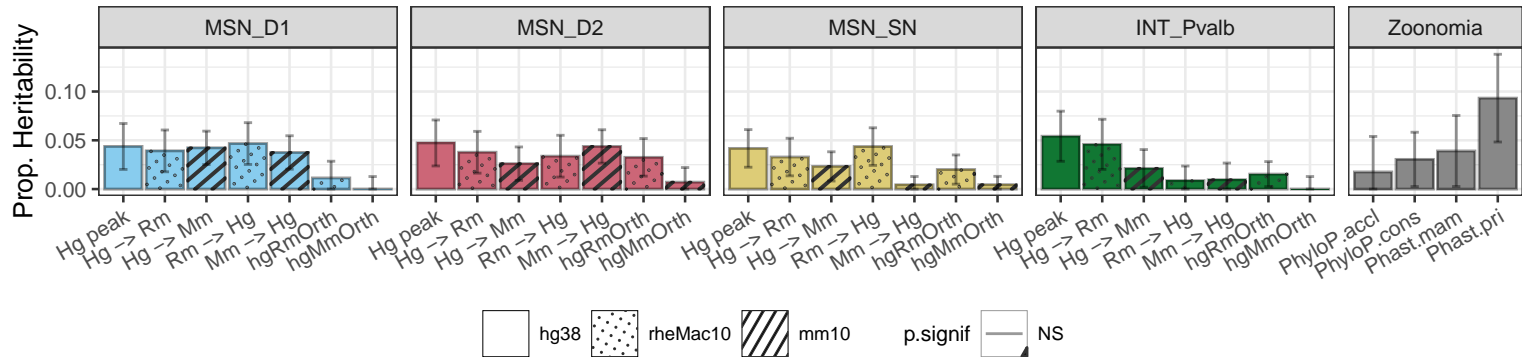 MSN_D1 MSN_D2 MSN_SN INT_Pvalb Zoonomia
Prop. Heritability
0.10
0.05
0.00
Hg peak Hg -> Rm Hg -> Mm Rm -> Hg Mm -> Hg hgRmOrth hgMmOrth Hg peak Hg -> Rm Hg -> Mm Rm -> Hg Mm -> Hg hgRmOrth hgMmOrth Hg peak Hg -> Rm Hg -> Mm Rm -> Hg Mm -> Hg hgRmOrth hgMmOrth Hg peak Hg -> Rm Hg -> Mm Rm -> Hg Mm -> Hg hgRmOrth hgMmOrth PhyloP.accl PhyloP.cons Phast.mam Phast.pri
hg38 rheMac10 mm10 p.signif NS